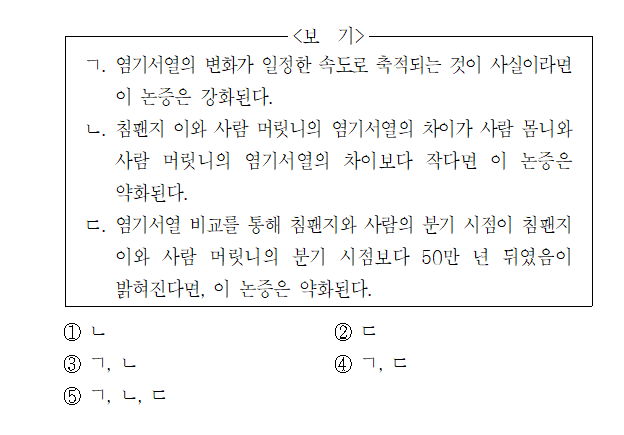 <보 기>
ㄱ. 염기서열의 변화가 일정한 속도로 축적되는 것이 사실이라면
이 논증은 강화된다.
ㄴ. 침팬지 이와 사람 머릿니의 염기서열의 차이가 사람 몸니와
사람 머릿니의 염기서열의 차이보다 작다면 이 논증은
약화된다.
ㄷ. 염기서열 비교를 통해 침팬지와 사람의 분기 시점이 침팬지
이와 사람 머릿니의 분기 시점보다 50만 년 뒤였음이
밝혀진다면, 이 논증은 약화된다.
① ㄴ ② ㄷ
③ ㄱ, ㄴ ④ ㄱ, ㄷ
⑤ ㄱ, ㄴ, ㄷ